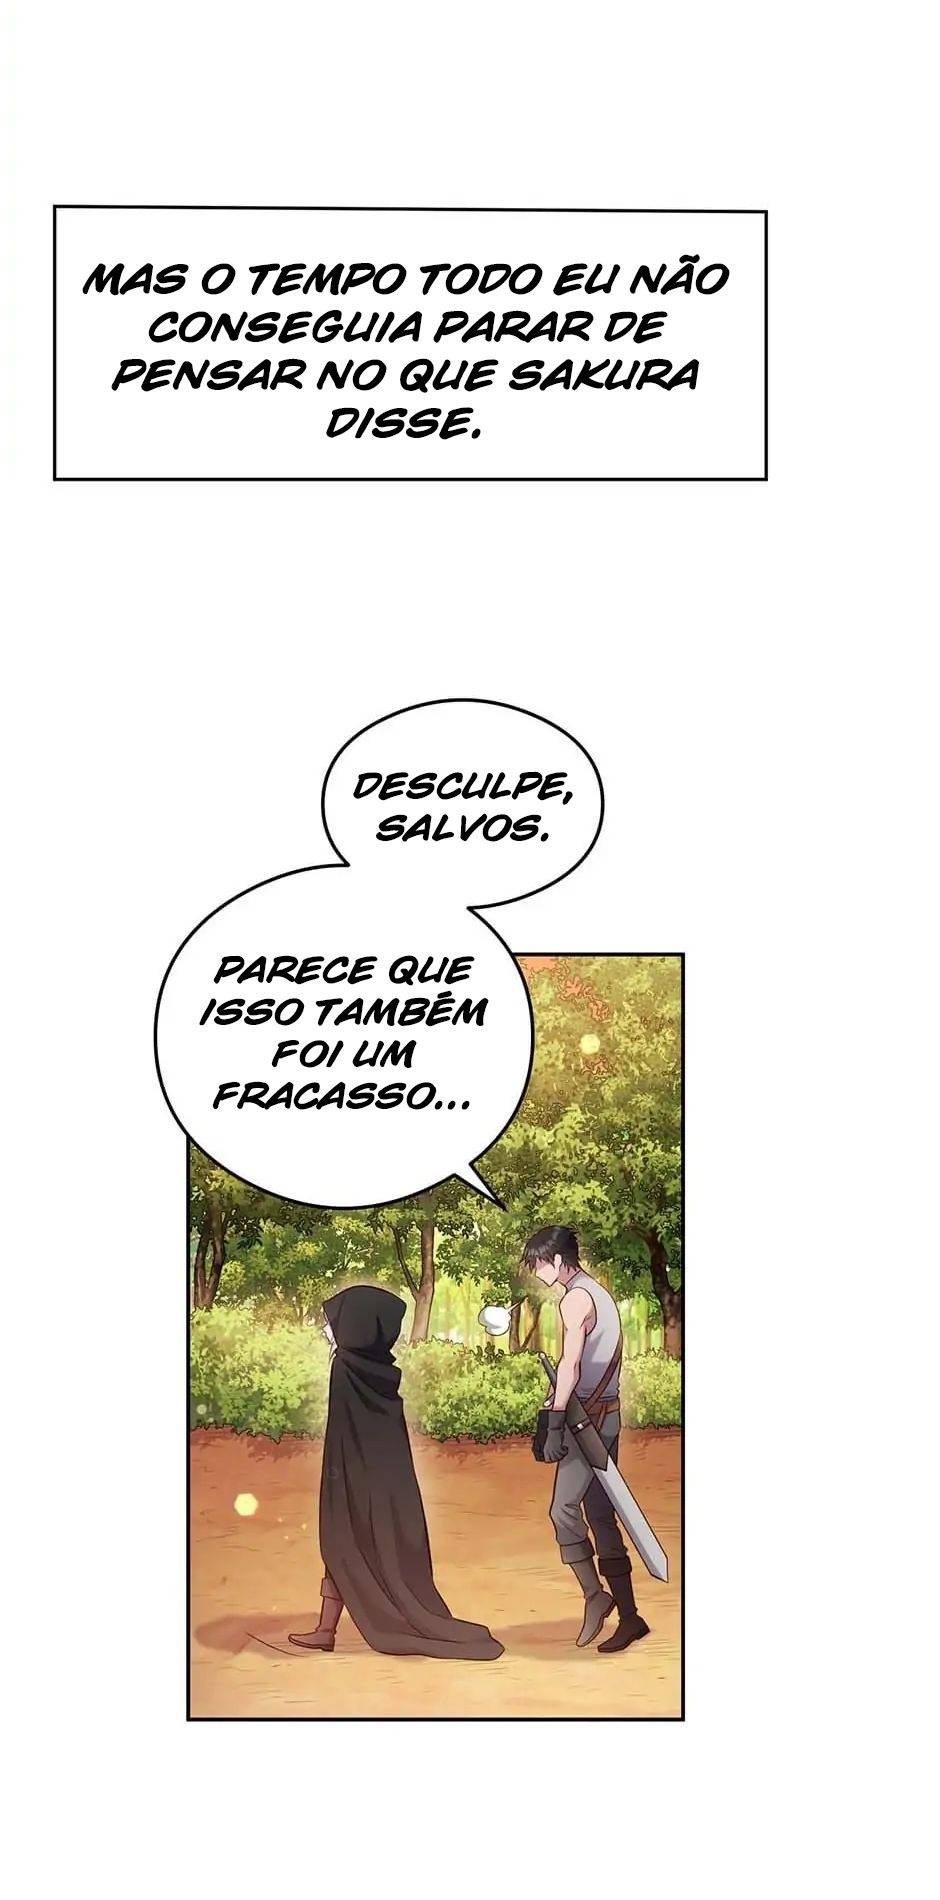 MAS O TEMPO TODO EU NÃO
CONSEGUIA PARAR DE
PENSAR NO QUE SAKURA
DISSE.
DESCULPE,
SALVOS.
PARECE QUE
ISSO TAMBÉM
FOI UM
FRACASSO...